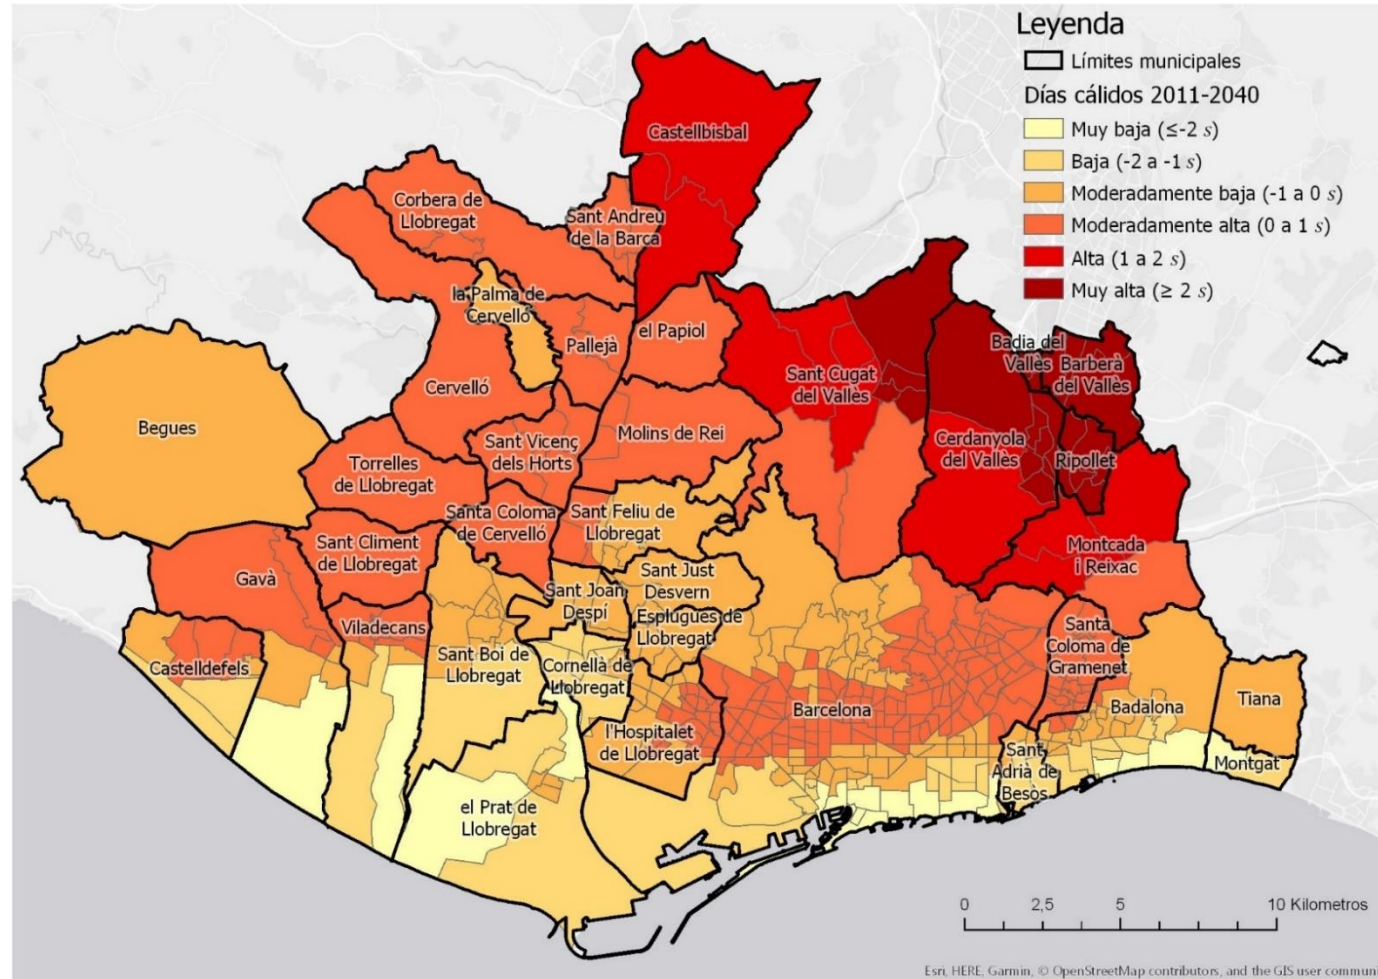 Leyenda
Límites municipales
Días cálidos 2011-2040
Muy baja (≤-2 s)
Baja (-2 a -1 s)
Moderadamente baja (-1 a 0 s)
Moderadamente alta (0 a 1 s)
Alta (1 a 2 s)
Muy alta (≥ 2 s)
Castellbisbal
Corbera de
Llobregat
Sant Andreu
de la Barca
la Palma de
Cervelló
Pallejà
el Papiol
Cervelló
Sant Cugat
del Vallès
Badia del
Vallès
Barberà
del Vallès
Begues
Sant Vicenç
dels Horts
Molins de Rei
Cerdanyola
del Vallès
Ripollet
Torrelles
de Llobregat
Santa Coloma
de Cervelló
Sant Feliu de
Llobregat
Sant Climent
de Llobregat
Montcada
i Reixac
Gavà
Sant Just
Desvern
Sant Joan
Despí
Esplugues de
Llobregat
Viladecans
Santa
Coloma de
Gramenet
Castelldefels
Sant Boi de
Llobregat
Cornellà de
Llobregat
Barcelona
Badalona
Tiana
l'Hospitalet
de Llobregat
Sant
Adrià de
Besòs
Montgat
el Prat de
Llobregat
0 2,5 5 10 Kilometros
Esri, HERE, Garmin, © OpenStreetMap contributors, and the GIS user commun